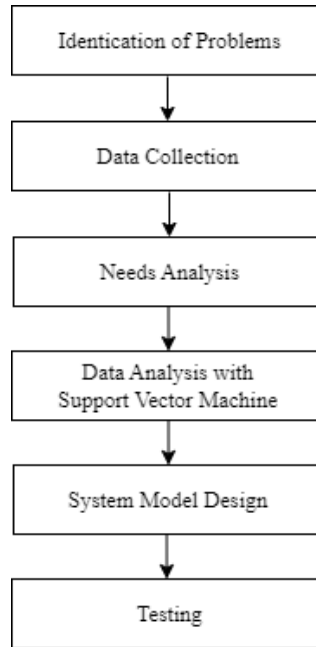 Identication of Problems
Data Collection
Needs Analysis
Data Analysis with
Support Vector Machine
System Model Design
Testing